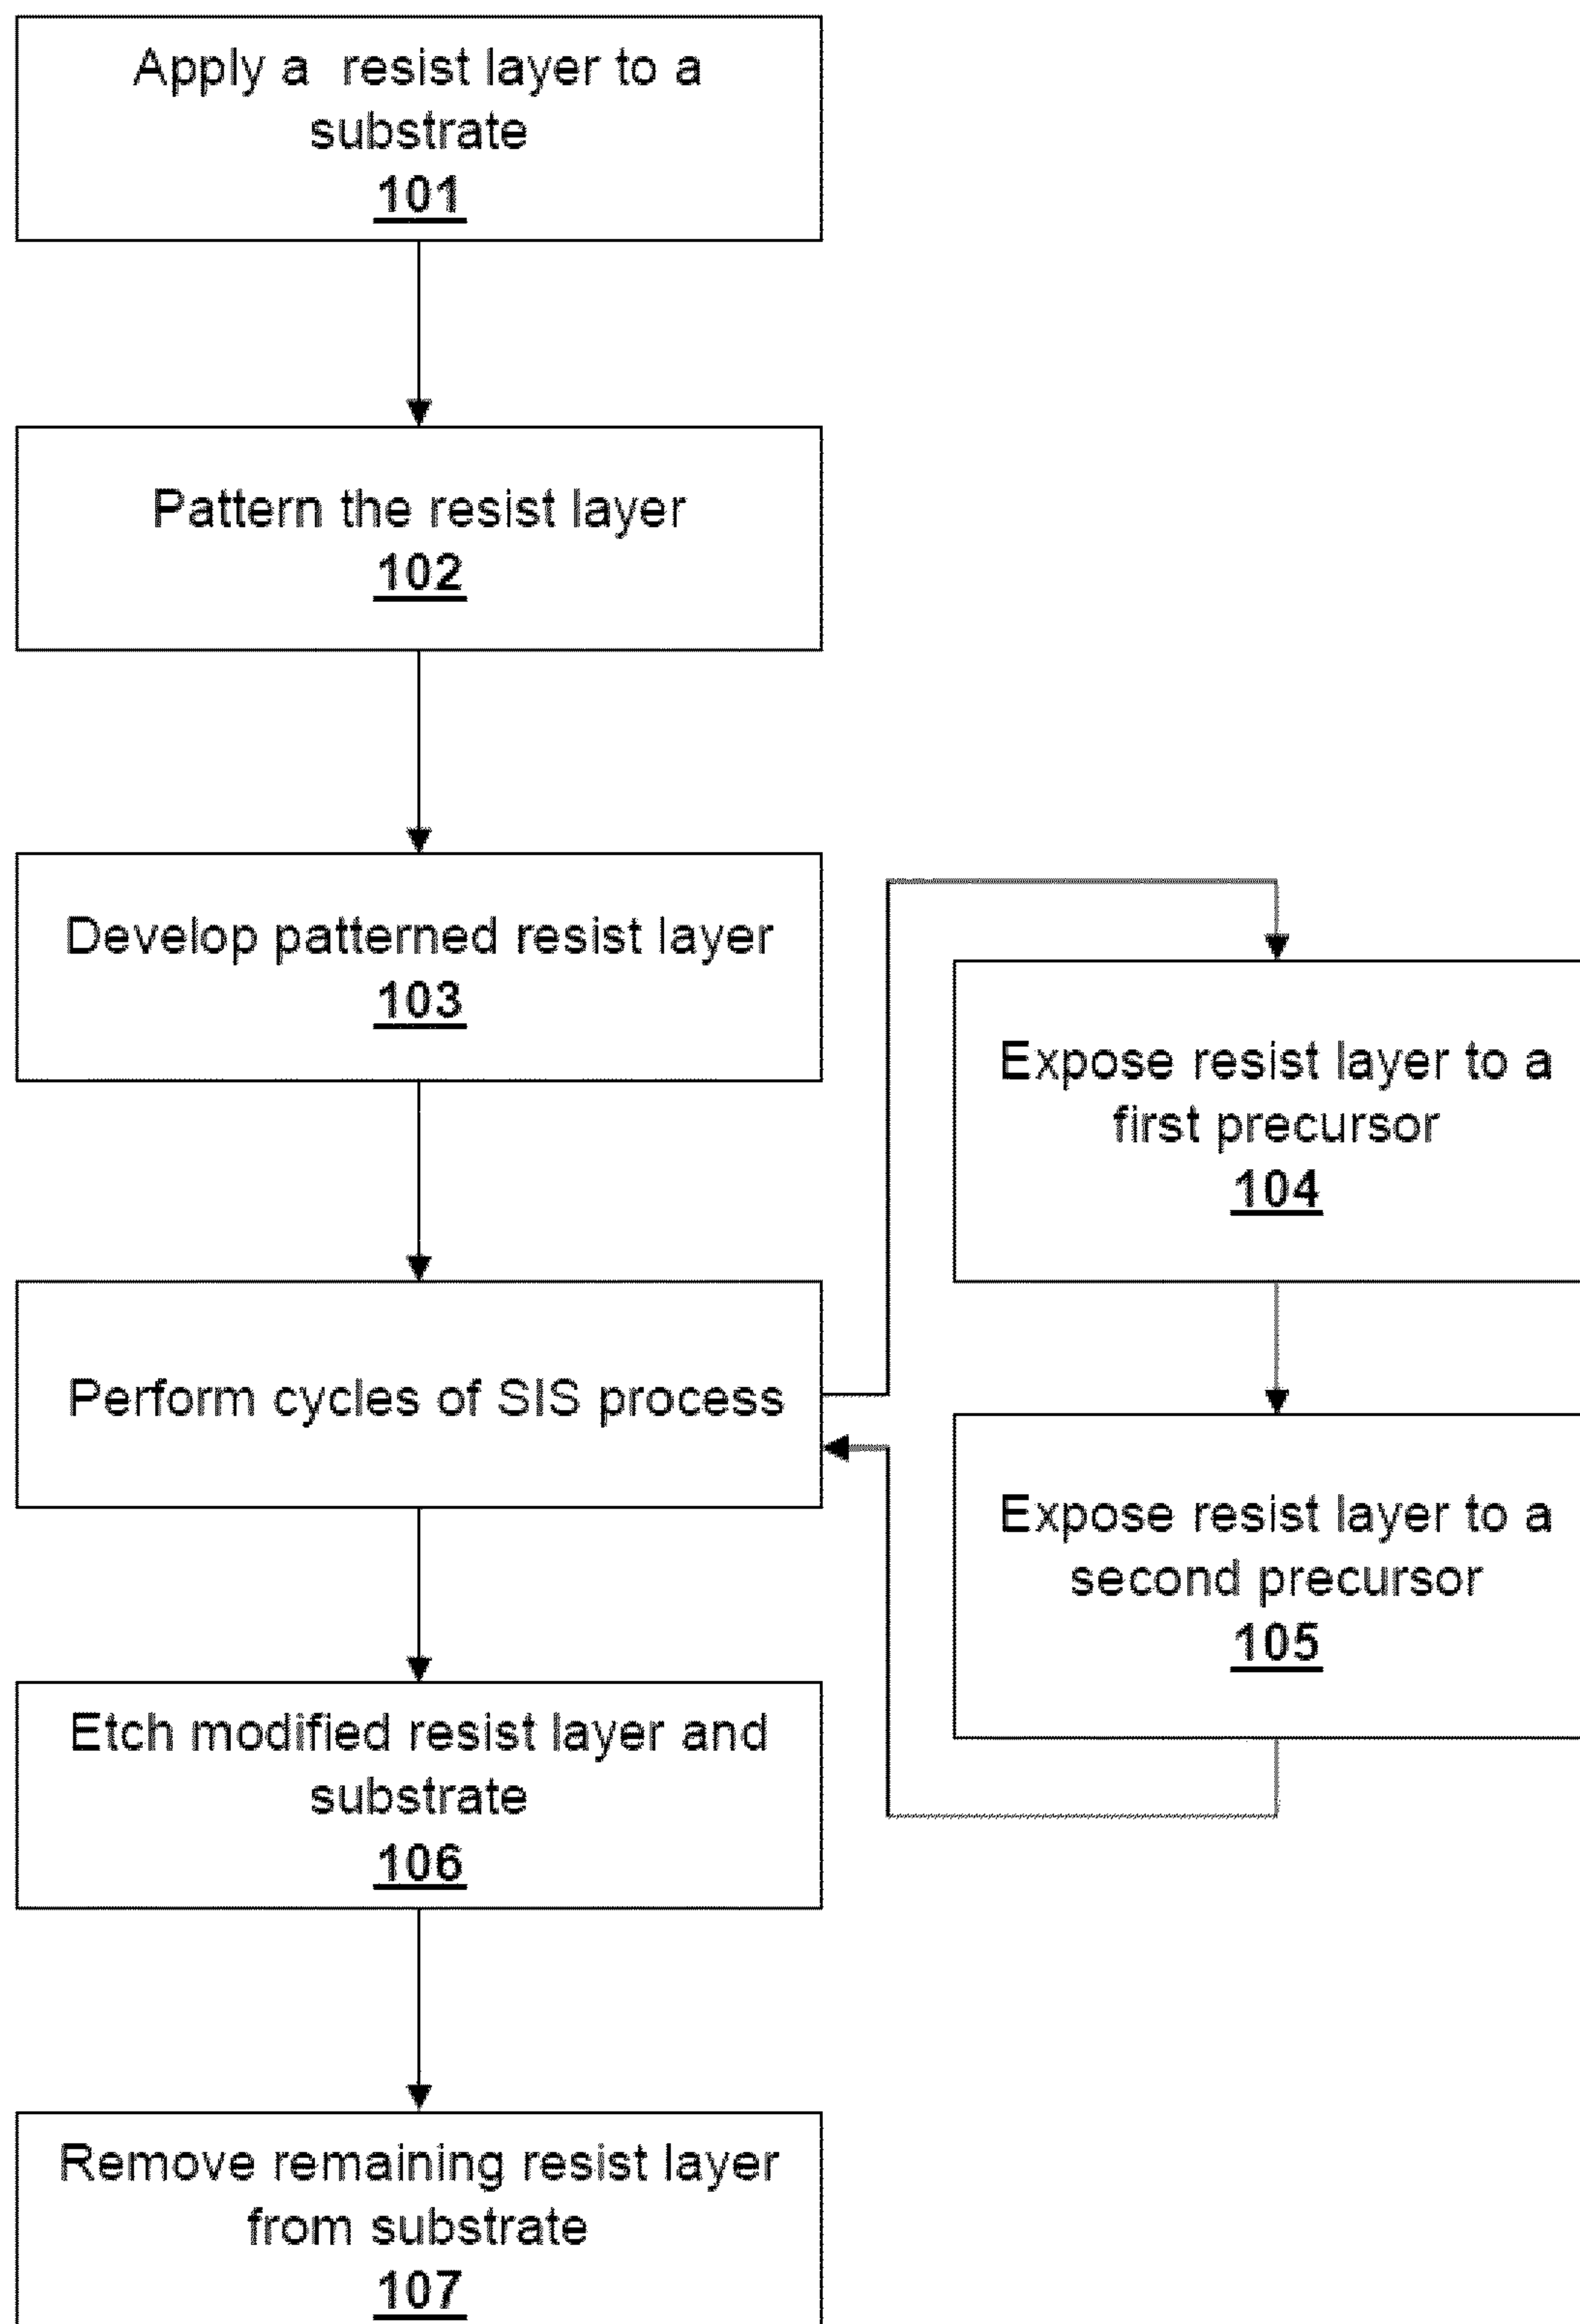 Apply a resist layer to a
substrate
101
Pattern the resist layer
102
Develop patterned resist layer
103
Perform cycles of SIS process
Expose resist layer to a
first precursor
104
Expose resist layer to a
second precursor
105
Etch modified resist layer and
substrate
106
Remove remaining resist layer
from substrate
107